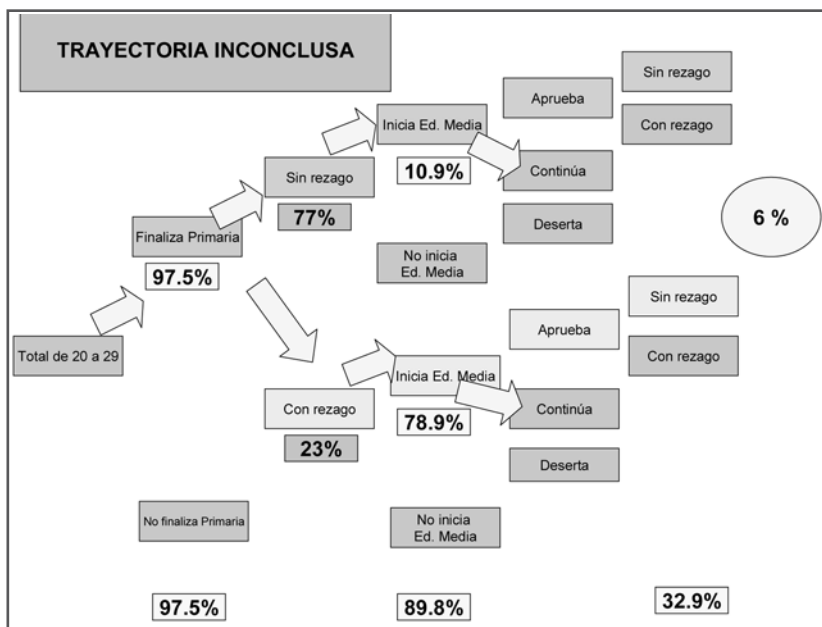 TRAYECTORIA INCONCLUSA
Sin rezago
Aprueba
Con rezago
Inicia Ed. Media
10.9%
Sin rezago
77%
Continúa
Deserta
6 %
Finaliza Primaria
97.5%
No inicia
Ed. Media
Sin rezago
Aprueba
Con rezago
Total de 20 a 29
Inicia Ed. Media
78.9%
Con rezago
23%
Continúa
Deserta
No finaliza Primaria
No inicia
Ed. Media
97.5%
89.8%
32.9%